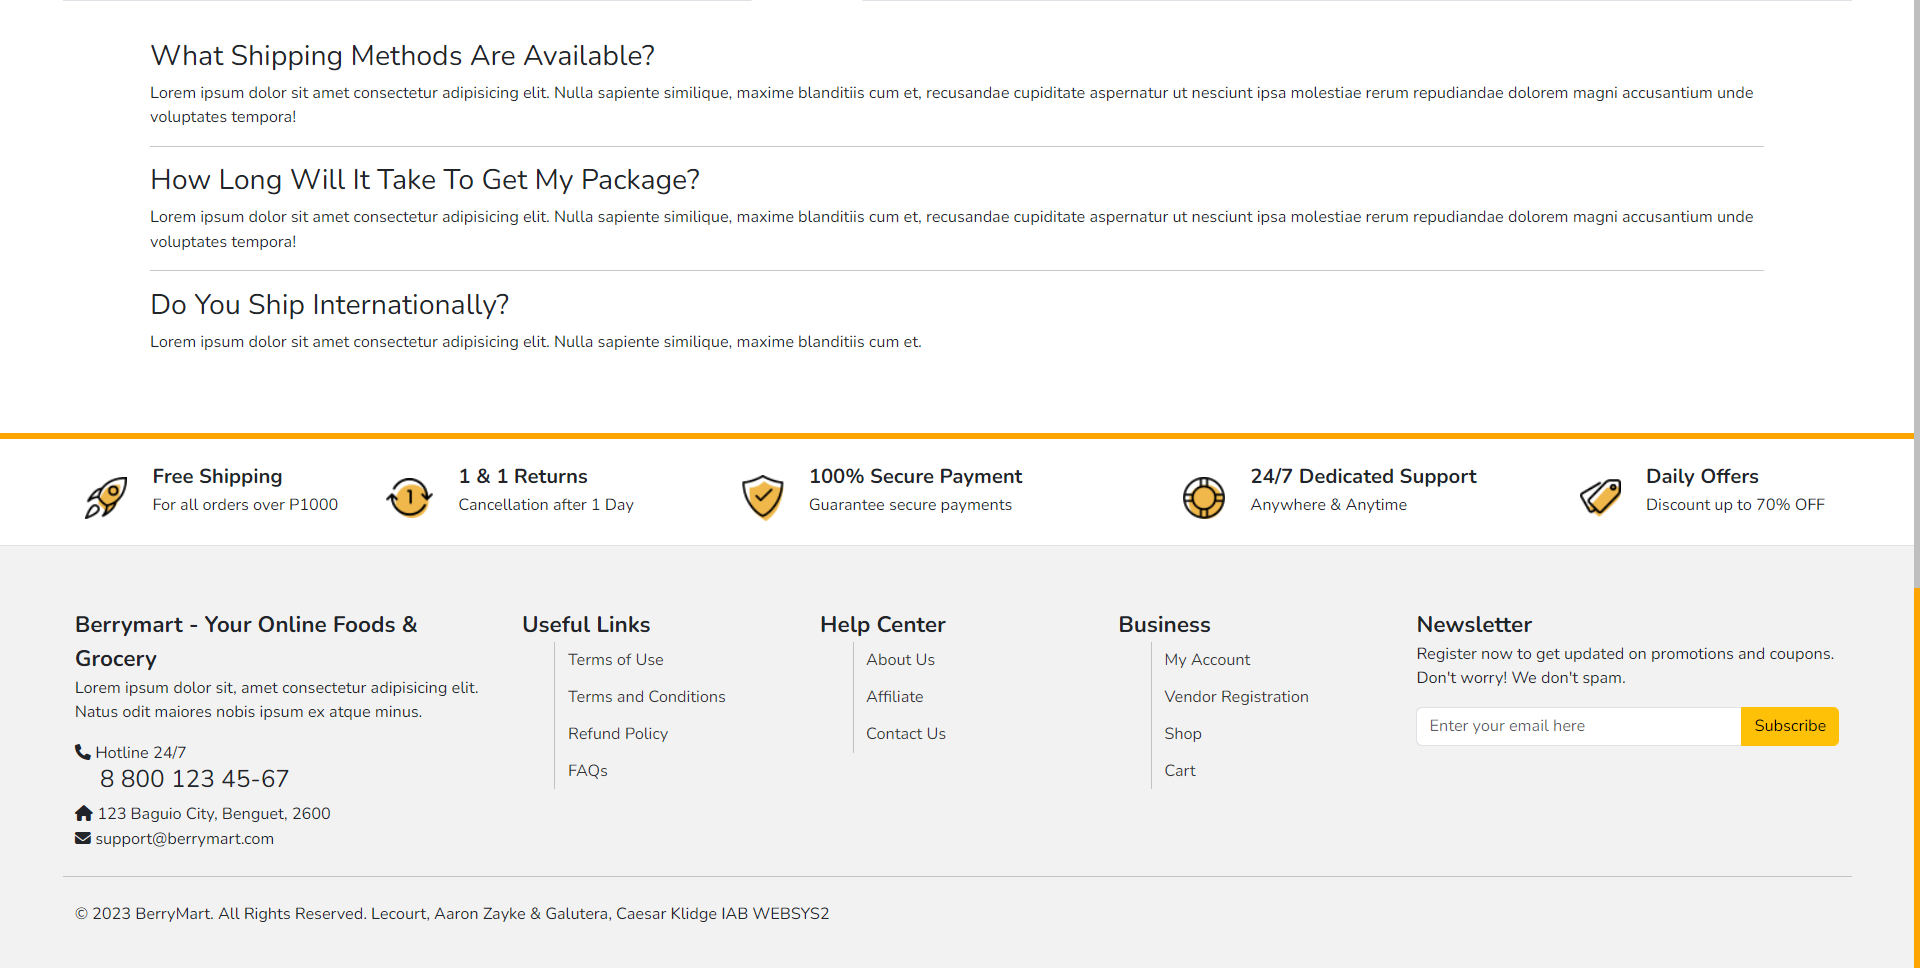 What Shipping Methods Are Available?
Lorem ipsum dolor sit amet consectetur adipisicing elit. Nulla sapiente similique, maxime blanditiis cum et, recusandae cupiditate aspernatur ut nesciunt ipsa molestiae rerum repudiandae dolorem magni accusantium unde
voluptates tempora!
How Long Will It Take To Get My Package?
Lorem ipsum dolor sit amet consectetur adipisicing elit. Nulla sapiente similique, maxime blanditiis cum et, recusandae cupiditate aspernatur ut nesciunt ipsa molestiae rerum repudiandae dolorem magni accusantium unde
voluptates tempora!
Do You Ship Internationally?
Lorem ipsum dolor sit amet consectetur adipisicing elit. Nulla sapiente similique, maxime blanditiis cum et.
Free Shipping
For all orders over P1000
1
1 & 1 Returns
Cancellation after 1 Day
100% Secure Payment
Guarantee secure payments
24/7 Dedicated Support
Anywhere & Anytime
Daily Offers
Discount up to 70% OFF
Berrymart - Your Online Foods &
Grocery
Lorem ipsum dolor sit, amet consectetur adipisicing elit.
Natus odit maiores nobis ipsum ex atque minus.
Hotline 24/7
8 800 123 45-67
123 Baguio City, Benguet, 2600
support@berrymart.com
Useful Links
Terms of Use
Terms and Conditions
Refund Policy
FAQs
Help Center
About Us
Affiliate
Contact Us
Business
My Account
Vendor Registration
Shop
Cart
Newsletter
Register now to get updated on promotions and coupons.
Don't worry! We don't spam.
Enter your email here
Subscribe
© 2023 BerryMart. All Rights Reserved. Lecourt, Aaron Zayke & Galutera, Caesar Klidge IAB WEBSYS2